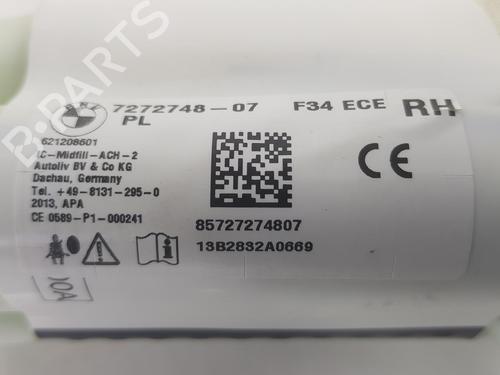 B-PARTS
BMW
7272748-07 F34 ECE RH
PL
621208601
IC-Midfill-ACH-2
Autoliv BV & Co KG
Dachau, Germany
Tel. +49-8131-295-0
2013, APA
CE 0589-P1-000241
85727274807
13B2832A0669
CE